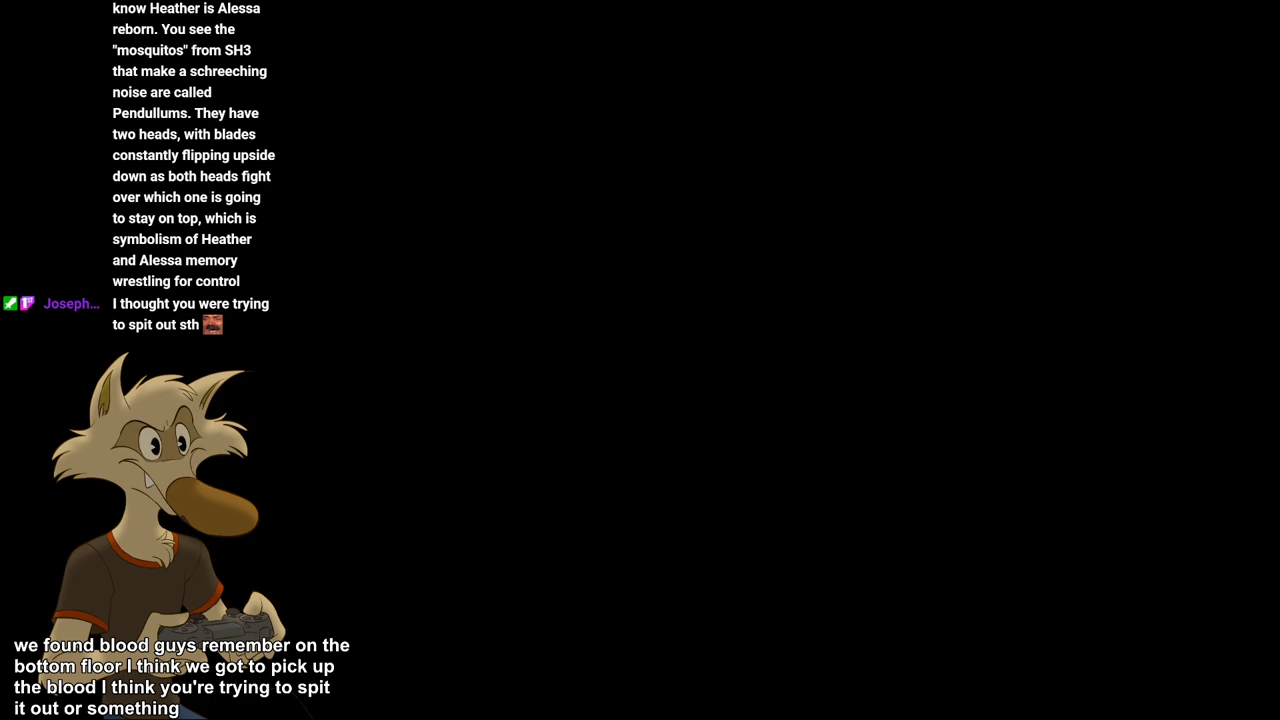 know Heather is Alessa
reborn. You see the
"mosquitos" from SH3
that make a schreeching
noise are called
Pendullums. They have
two heads, with blades
constantly flipping upside
down as both heads fight
over which one is going
to stay on top, which is
symbolism of Heather
and Alessa memory
wrestling for control
Joseph... I thought you were trying
to spit out sth
we found blood guys remember on the
bottom floor I think we got to pick up
the blood I think you're trying to spit
it out or something